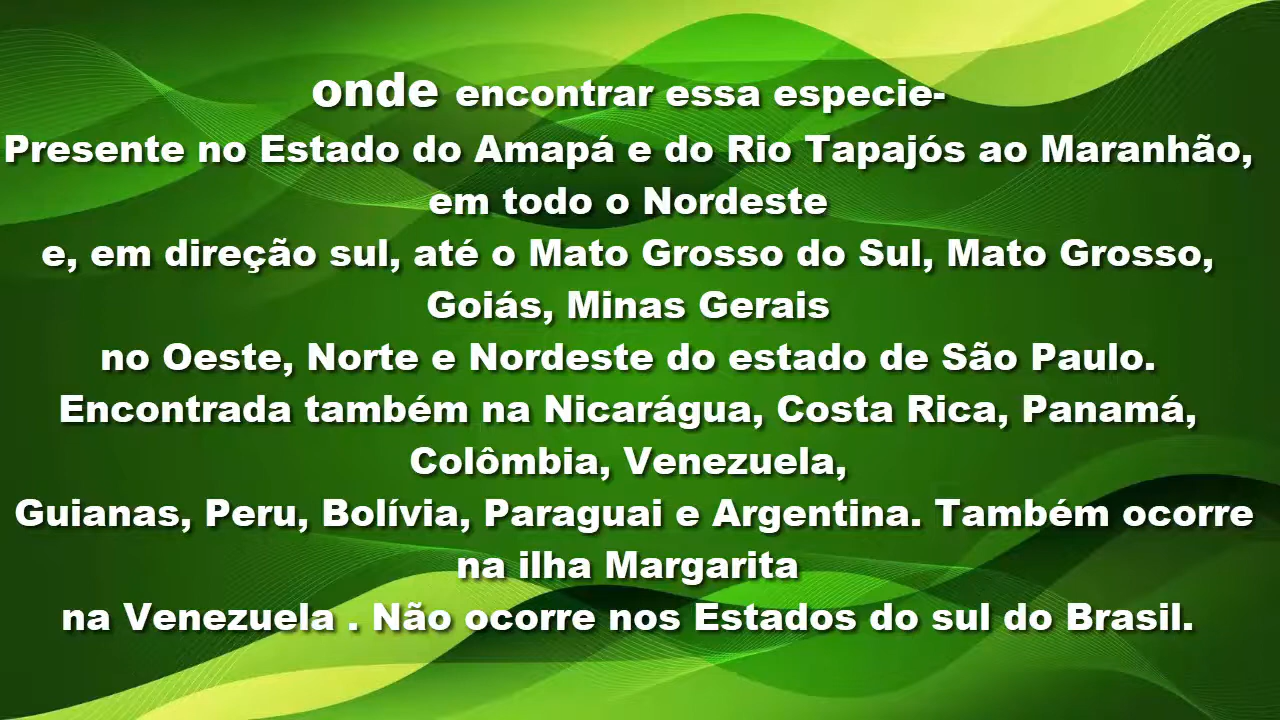 onde encontrar essa especie-
Presente no Estado do Amapá e do Rio Tapajós ao Maranhão,
em todo o Nordeste
e, em direção sul, até o Mato Grosso do Sul, Mato Grosso,
Goiás, Minas Gerais
no Oeste, Norte e Nordeste do estado de São Paulo.
Encontrada também na Nicarágua, Costa Rica, Panamá,
Colômbia, Venezuela,
Guianas, Peru, Bolívia, Paraguai e Argentina. Também ocorre
na ilha Margarita
na Venezuela . Não ocorre nos Estados do sul do Brasil.